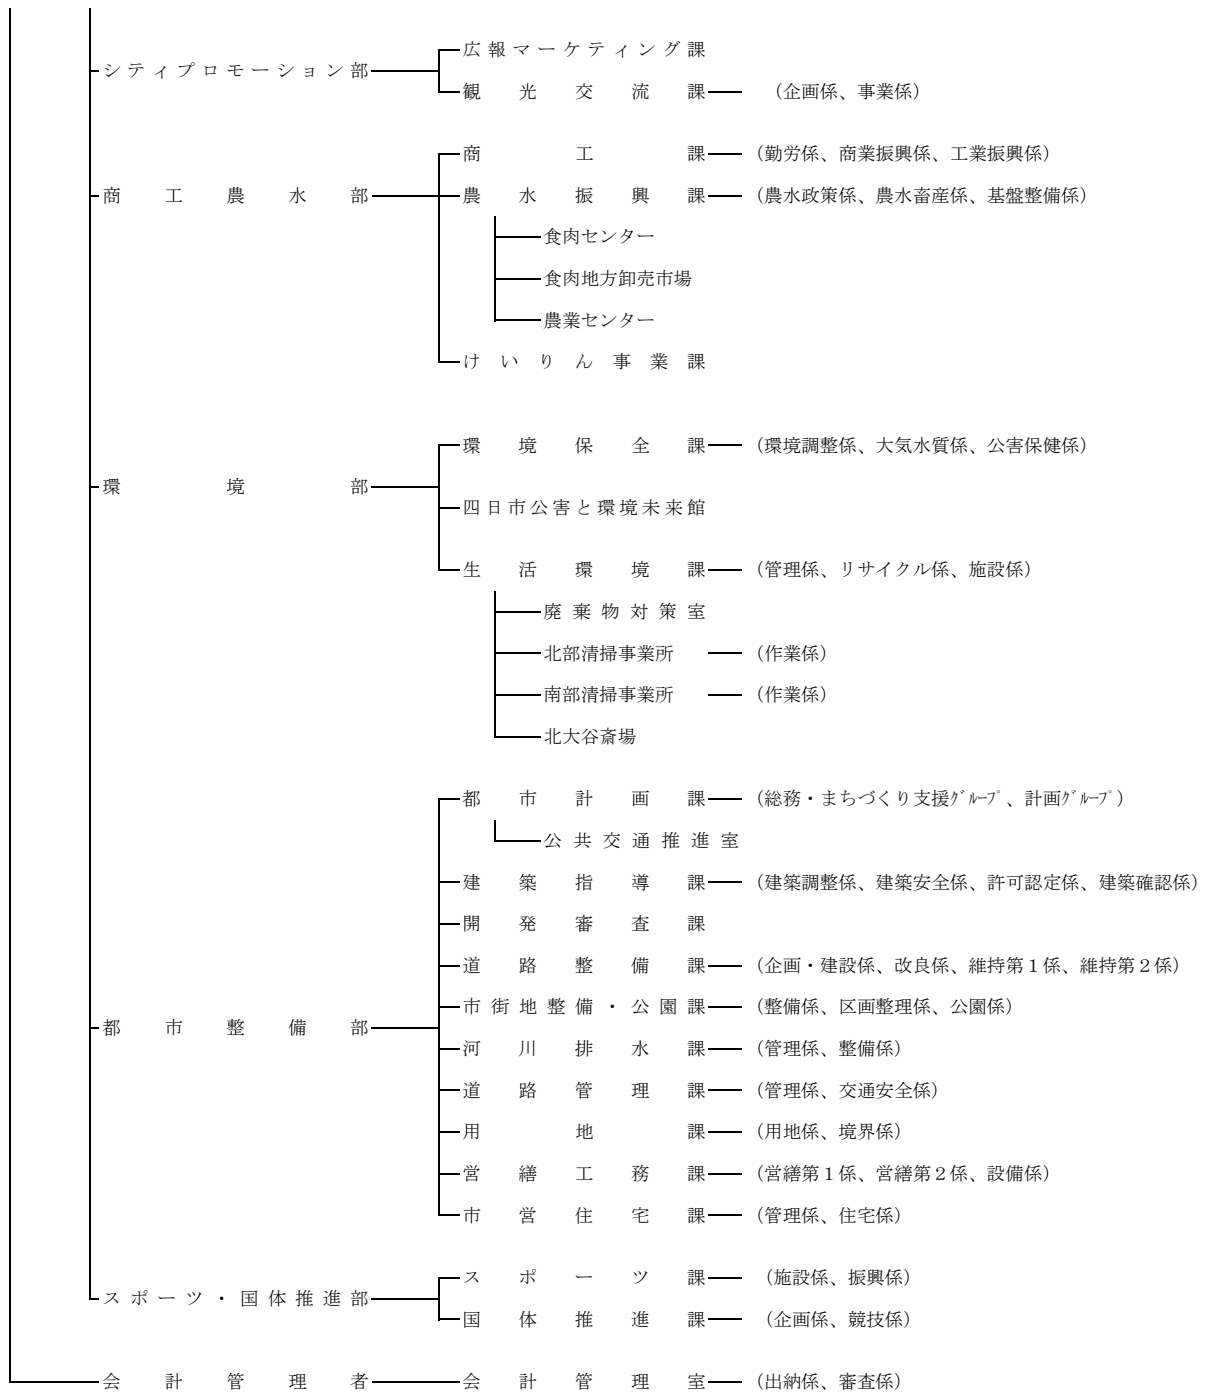 広報マーケティング課
シティプロモーション部
観光交流課 （企画係、事業係）
商工課 （勤労係、商業振興係、工業振興係）
商工農水部 農水振興課 （農水政策係、農水畜産係、基盤整備係）
食肉センター
食肉地方卸売市場
農業センター
けいりん事業課
環境保全課 （環境調整係、大気水質係、公害保健係）
環境部
四日市公害と環境未来館
生活環境課 （管理係、リサイクル係、施設係）
廃棄物対策室
北部清掃事業所 （作業係）
南部清掃事業所 （作業係）
北大谷斎場
都市計画課 （総務・まちづくり支援ｸﾞﾙｰﾌﾟ、計画ｸﾞﾙｰﾌﾟ）
公共交通推進室
建築指導課 （建築調整係、建築安全係、許可認定係、建築確認係）
開発審査課
道路整備課 （企画・建設係、改良係、維持第１係、維持第２係）
市街地整備・公園課 （整備係、区画整理係、公園係）
都市整備部
河川排水課 （管理係、整備係）
道路管理課 （管理係、交通安全係）
用地課 （用地係、境界係）
営繕工務課 （営繕第１係、営繕第２係、設備係）
市営住宅課 （管理係、住宅係）
スポーツ課 （施設係、振興係）
スポーツ・国体推進部
国体推進課 （企画係、競技係）
会計管理者 会計管理室 （出納係、審査係）